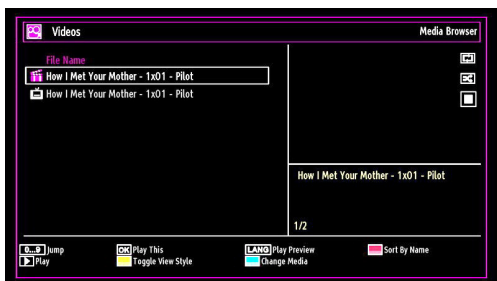 Videos Media Browser
File Name
How I Met Your Mother - 1x01 - Pilot
How I Met Your Mother - 1x01 - Pilot
How I Met Your Mother - 1x01 - Pilot
1/2
0...9 Jump OK Play This LANG Play Preview Sort By Name
Play Toggle View Style Change Media